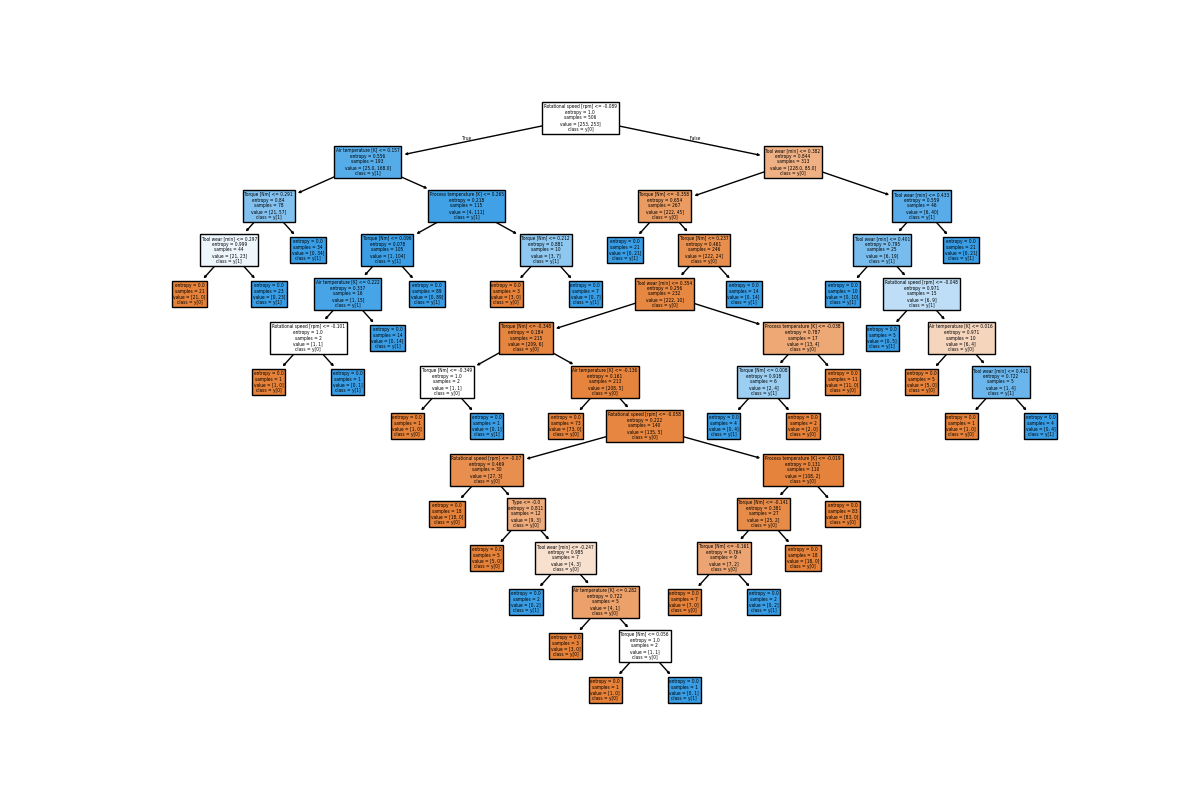 Rotational speed [rpm] <= -0.089
entropy = 1.0
samples = 506
value = [253, 253]
class = y[0]
True
False
Air temperature [K] <= 0.157
entropy = 0.556
samples = 193
value = [25.0, 168.0]
class = y[1]
Tool wear [min] <= 0.382
entropy = 0.844
samples = 313
value = [228.0, 85.0]
class = y[0]
Torque [Nm] <= 0.291
entropy = 0.84
samples = 78
value = [21, 57]
class = y[1]
Process temperature [K] <= 0.265
entropy = 0.218
samples = 115
value = [4, 111]
class = y[1]
Torque [Nm] <= -0.358
entropy = 0.654
samples = 267
value = [222, 45]
class = y[0]
Tool wear [min] <= 0.433
entropy = 0.559
samples = 46
value = [6, 40]
class = y[1]
Tool wear [min] <= 0.297
entropy = 0.999
samples = 44
value = [21, 23]
class = y[1]
entropy = 0.0
samples = 34
value = [0, 34]
class = y[1]
Torque [Nm] <= 0.096
entropy = 0.078
samples = 105
value = [1, 104]
class = y[1]
Torque [Nm] <= 0.212
entropy = 0.881
samples = 10
value = [3, 7]
class = y[1]
entropy = 0.0
samples = 21
value = [0, 21]
class = y[1]
Torque [Nm] <= 0.237
entropy = 0.461
samples = 246
value = [222, 24]
class = y[0]
Tool wear [min] <= 0.401
entropy = 0.795
samples = 25
value = [6, 19]
class = y[1]
entropy = 0.0
samples = 21
value = [0, 21]
class = y[1]
entropy = 0.0
samples = 21
value = [21, 0]
class = y[0]
entropy = 0.0
samples = 23
value = [0, 23]
class = y[1]
Air temperature [K] <= 0.222
entropy = 0.337
samples = 16
value = [1, 15]
class = y[1]
entropy = 0.0
samples = 89
value = [0, 89]
class = y[1]
entropy = 0.0
samples = 3
value = [3, 0]
class = y[0]
entropy = 0.0
samples = 7
value = [0, 7]
class = y[1]
Tool wear [min] <= 0.354
entropy = 0.256
samples = 232
value = [222, 10]
class = y[0]
entropy = 0.0
samples = 14
value = [0, 14]
class = y[1]
entropy = 0.0
samples = 10
value = [0, 10]
class = y[1]
Rotational speed [rpm] <= -0.048
entropy = 0.971
samples = 15
value = [6, 9]
class = y[1]
Rotational speed [rpm] <= -0.101
entropy = 1.0
samples = 2
value = [1, 1]
class = y[0]
entropy = 0.0
samples = 14
value = [0, 14]
class = y[1]
Torque [Nm] <= -0.348
entropy = 0.184
samples = 215
value = [209, 6]
class = y[0]
Process temperature [K] <= -0.038
entropy = 0.787
samples = 17
value = [13, 4]
class = y[0]
entropy = 0.0
samples = 5
value = [0, 5]
class = y[1]
Air temperature [K] <= 0.016
entropy = 0.971
samples = 10
value = [6, 4]
class = y[0]
entropy = 0.0
samples = 1
value = [1, 0]
class = y[0]
entropy = 0.0
samples = 1
value = [0, 1]
class = y[1]
Torque [Nm] <= -0.349
entropy = 1.0
samples = 2
value = [1, 1]
class = y[0]
Air temperature [K] <= -0.136
entropy = 0.161
samples = 213
value = [208, 5]
class = y[0]
Torque [Nm] <= 0.008
entropy = 0.918
samples = 6
value = [2, 4]
class = y[1]
entropy = 0.0
samples = 11
value = [11, 0]
class = y[0]
entropy = 0.0
samples = 5
value = [5, 0]
class = y[0]
Tool wear [min] <= 0.411
entropy = 0.722
samples = 5
value = [1, 4]
class = y[1]
entropy = 0.0
samples = 1
value = [1, 0]
class = y[0]
entropy = 0.0
samples = 1
value = [0, 1]
class = y[1]
entropy = 0.0
samples = 73
value = [73, 0]
class = y[0]
Rotational speed [rpm] <= -0.058
entropy = 0.222
samples = 140
value = [135, 5]
class = y[0]
entropy = 0.0
samples = 4
value = [0, 4]
class = y[1]
entropy = 0.0
samples = 2
value = [2, 0]
class = y[0]
entropy = 0.0
samples = 1
value = [1, 0]
class = y[0]
entropy = 0.0
samples = 4
value = [0, 4]
class = y[1]
Rotational speed [rpm] <= -0.07
entropy = 0.469
samples = 30
value = [27, 3]
class = y[0]
Process temperature [K] <= -0.016
entropy = 0.131
samples = 110
value = [108, 2]
class = y[0]
entropy = 0.0
samples = 18
value = [18, 0]
class = y[0]
Type <= -0.0
entropy = 0.811
samples = 12
value = [9, 3]
class = y[0]
Torque [Nm] <= -0.141
entropy = 0.381
samples = 27
value = [25, 2]
class = y[0]
entropy = 0.0
samples = 83
value = [83, 0]
class = y[0]
entropy = 0.0
samples = 5
value = [5, 0]
class = y[0]
Tool wear [min] <= -0.247
entropy = 0.985
samples = 7
value = [4, 3]
class = y[0]
Torque [Nm] <= -0.161
entropy = 0.764
samples = 9
value = [7, 2]
class = y[0]
entropy = 0.0
samples = 18
value = [18, 0]
class = y[0]
entropy = 0.0
samples = 2
value = [0, 2]
class = y[1]
Air temperature [K] <= 0.282
entropy = 0.722
samples = 5
value = [4, 1]
class = y[0]
entropy = 0.0
samples = 7
value = [7, 0]
class = y[0]
entropy = 0.0
samples = 2
value = [0, 2]
class = y[1]
entropy = 0.0
samples = 3
value = [3, 0]
class = y[0]
Torque [Nm] <= 0.056
entropy = 1.0
samples = 2
value = [1, 1]
class = y[0]
entropy = 0.0
samples = 1
value = [1, 0]
class = y[0]
entropy = 0.0
samples = 1
value = [0, 1]
class = y[1]